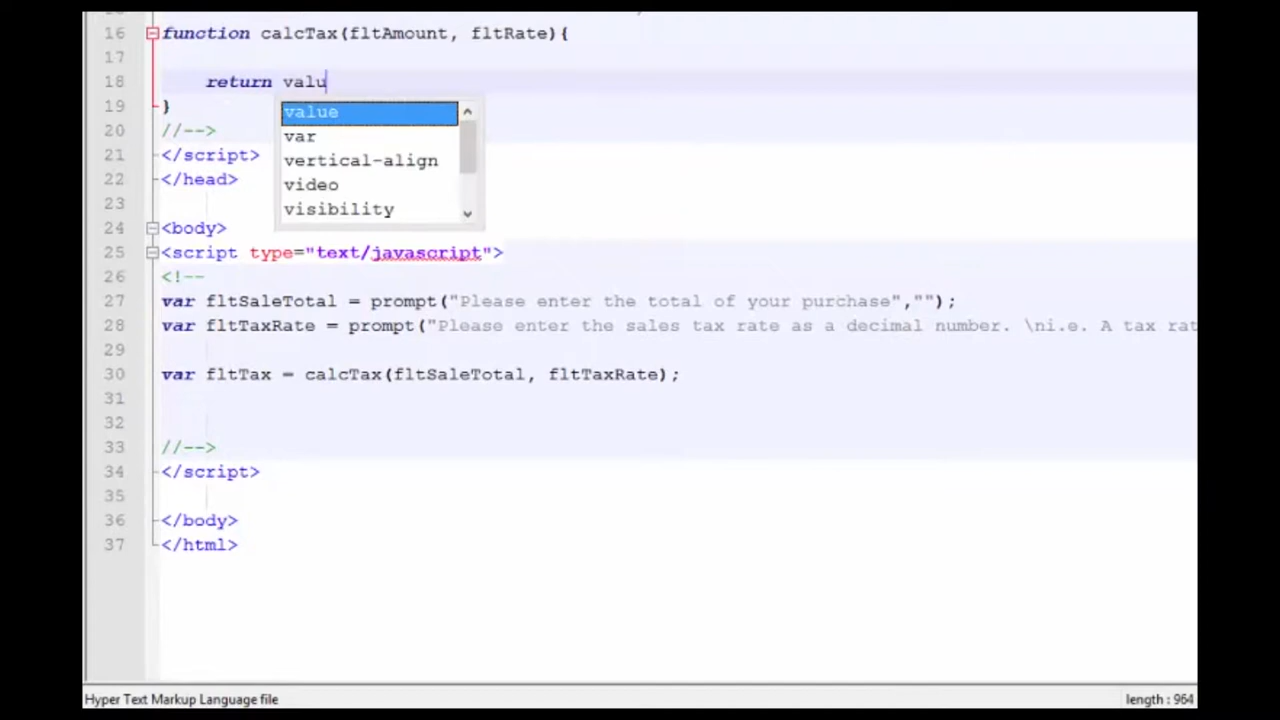 16 function calcTax(fltAmount, fltRate){
17
18 return valu
value
19 }
var
20 //-->
21 </script>
vertical-align
22 </head>
video
23
visibility
24 <body>
25 <script type="text/javascript">
26 <!--
27 var fltSaleTotal = prompt("Please enter the total of your purchase","");
28 var fltTaxRate = prompt("Please enter the sales tax rate as a decimal number. \ni.e. A tax rat
29
30 var fltTax = calcTax(fltSaleTotal, fltTaxRate);
31
32
33 //-->
34 </script>
35
36 </body>
37 </html>
Hyper Text Markup Language file length : 964